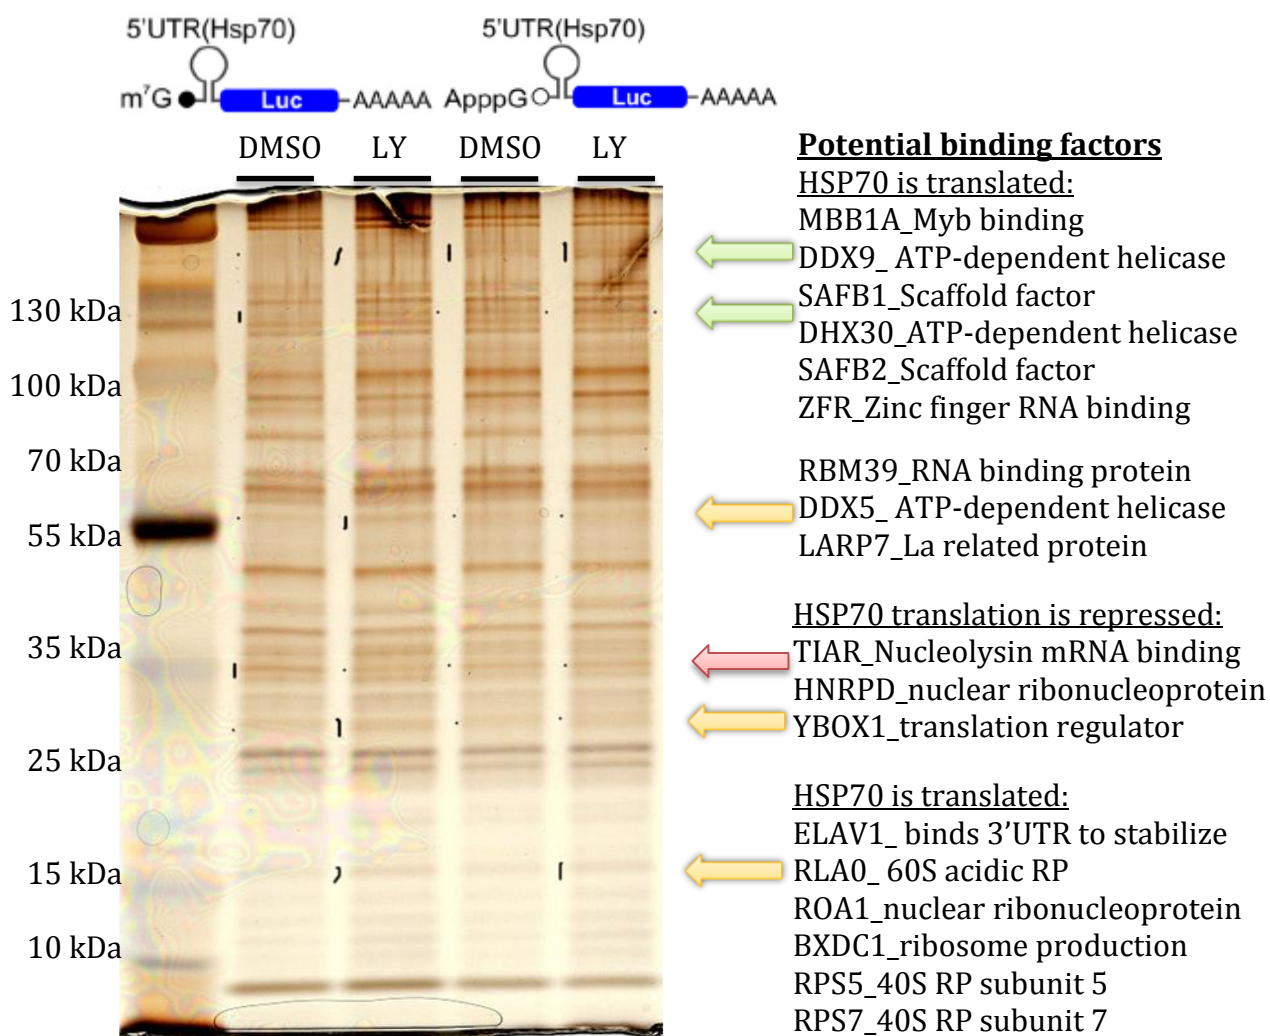 5'UTR(Hsp70)
5'UTR(Hsp70)
m⁷G Luc -AAAAA
ApppG Luc -AAAAA
DMSO LY DMSO LY
130 kDa
100 kDa
70 kDa
55 kDa
35 kDa
25 kDa
15 kDa
10 kDa
Potential binding factors
HSP70 is translated:
MBB1A_Myb binding
DDX9_ ATP-dependent helicase
SAFB1_Scaffold factor
DHX30_ATP-dependent helicase
SAFB2_Scaffold factor
ZFR_Zinc finger RNA binding
RBM39_RNA binding protein
DDX5_ ATP-dependent helicase
LARP7_La related protein
HSP70 translation is repressed:
TIAR_Nucleolysin mRNA binding
HNRPD_nuclear ribonucleoprotein
YBOX1_translation regulator
HSP70 is translated:
ELAV1_ binds 3’UTR to stabilize
RLA0_ 60S acidic RP
ROA1_nuclear ribonucleoprotein
BXDC1_ribosome production
RPS5_40S RP subunit 5
RPS7_40S RP subunit 7